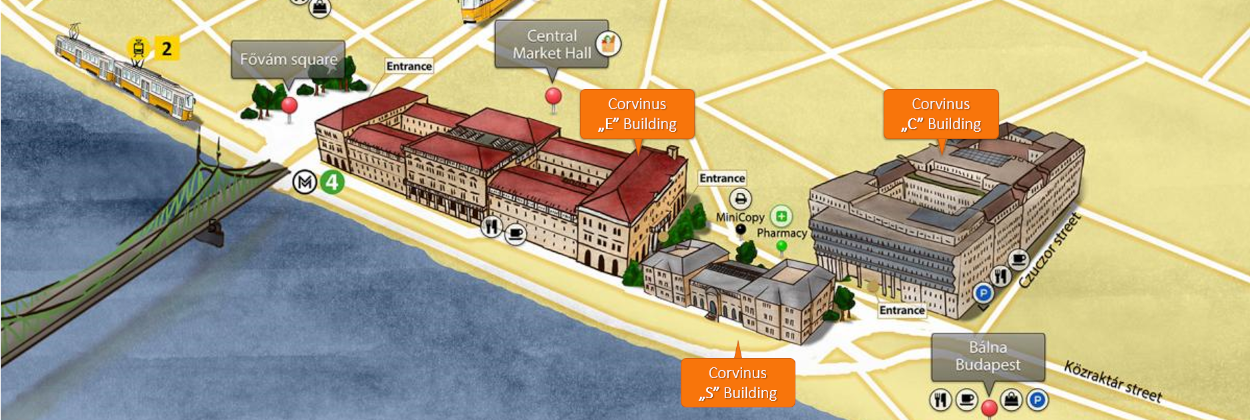 2
Fővám square
Entrance
Central
Market Hall
Corvinus
„E” Building
Corvinus
„C” Building
M 4
Entrance
MiniCopy
Pharmacy
Czuczor street
P
Entrance
Corvinus
„S” Building
Bálna
Budapest
P
Közraktár street